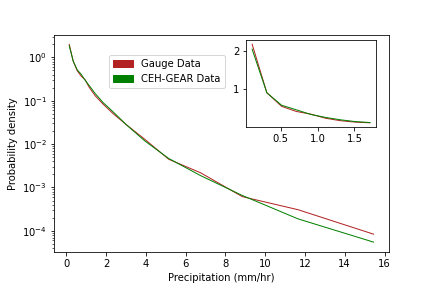 Gauge Data
CEH-GEAR Data
2
1
0.5 1.0 1.5
10⁰
10⁻¹
10⁻²
10⁻³
10⁻⁴
Probability density
0 2 4 6 8 10 12 14 16
Precipitation (mm/hr)